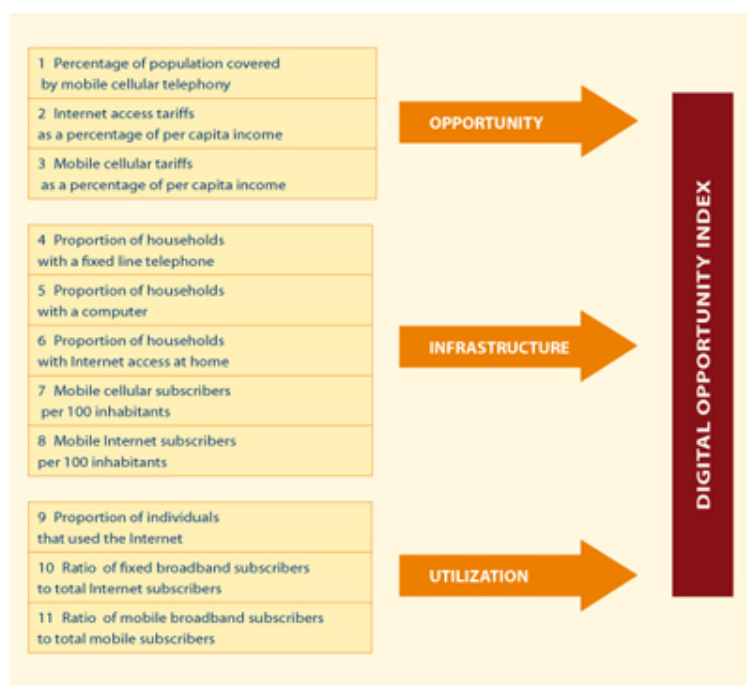 1 Percentage of population covered
by mobile cellular telephony
2 Internet access tariffs
as a percentage of per capita income
3 Mobile cellular tariffs
as a percentage of per capita income
OPPORTUNITY
4 Proportion of households
with a fixed line telephone
5 Proportion of households
with a computer
6 Proportion of households
with Internet access at home
7 Mobile cellular subscribers
per 100 inhabitants
8 Mobile Internet subscribers
per 100 inhabitants
INFRASTRUCTURE
9 Proportion of individuals
that used the Internet
10 Ratio of fixed broadband subscribers
to total Internet subscribers
11 Ratio of mobile broadband subscribers
to total mobile subscribers
UTILIZATION
DIGITAL OPPORTUNITY INDEX